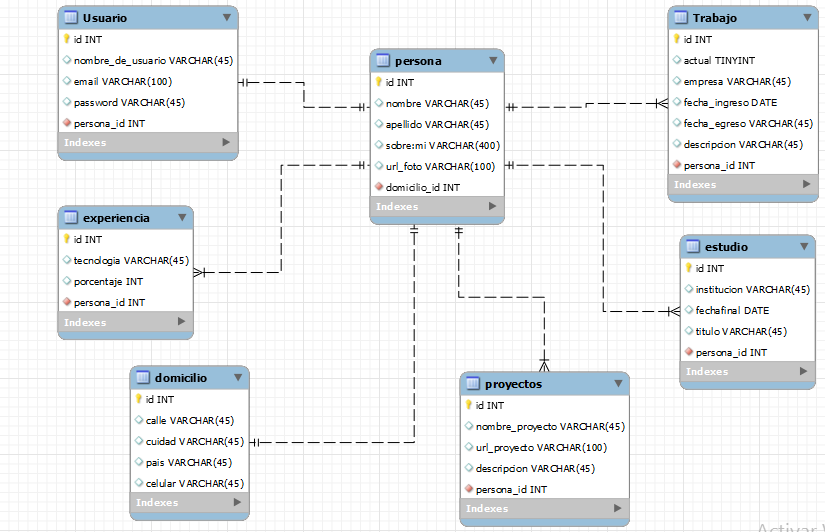 Usuario
id INT
nombre_de_usuario VARCHAR(45)
email VARCHAR(100)
password VARCHAR(45)
persona_id INT
Indexes
persona
id INT
nombre VARCHAR(45)
apellido VARCHAR(45)
sobre:mi VARCHAR(400)
url_foto VARCHAR(100)
domicilio_id INT
Indexes
Trabajo
id INT
actual TINYINT
empresa VARCHAR(45)
fecha_ingreso DATE
fecha_egreso VARCHAR(45)
descripcion VARCHAR(45)
persona_id INT
Indexes
experiencia
id INT
tecnologia VARCHAR(45)
porcentaje INT
persona_id INT
Indexes
estudio
id INT
institucion VARCHAR(45)
fechafinal DATE
titulo VARCHAR(45)
persona_id INT
Indexes
domicilio
id INT
calle VARCHAR(45)
cuidad VARCHAR(45)
pais VARCHAR(45)
celular VARCHAR(45)
Indexes
proyectos
id INT
nombre_proyecto VARCHAR(45)
url_proyecto VARCHAR(100)
descripcion VARCHAR(45)
persona_id INT
Indexes